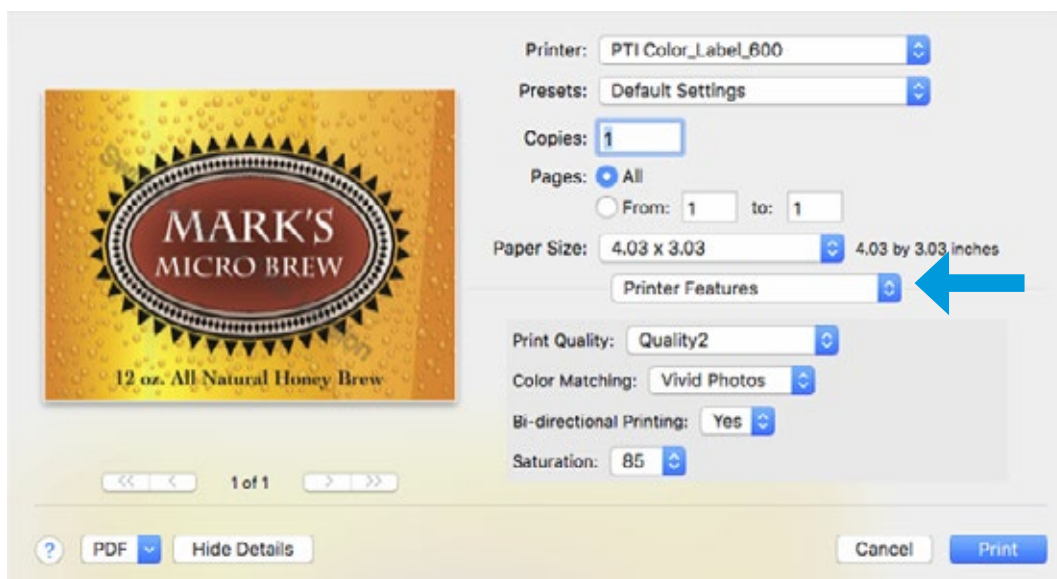 Printer: PTI Color_Label_600
Presets: Default Settings
Copies: 1
Pages: All
From: 1 to: 1
Paper Size: 4.03 x 3.03 4.03 by 3.03 inches
Printer Features
Print Quality: Quality2
Color Matching: Vivid Photos
Bi-directional Printing: Yes
Saturation: 85
MARK'S
MICRO BREW
12 oz. All Natural Honey Brew
<< < 1 of 1 > >>
? PDF Hide Details Cancel Print